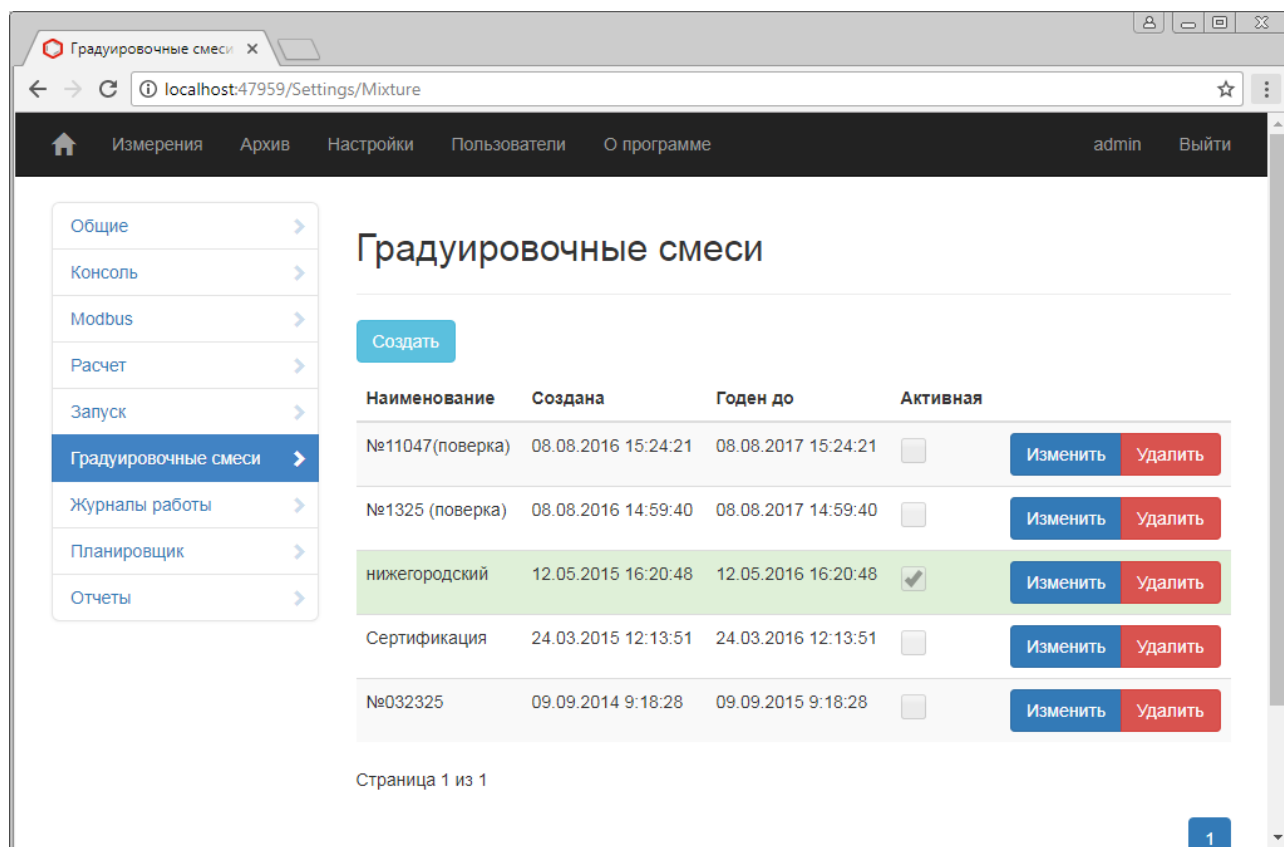 Градуировочные смеси
localhost:47959/Settings/Mixture
Измерения Архив Настройки Пользователи О программе admin Выйти
Общие
Консоль
Modbus
Расчет
Запуск
Градуировочные смеси
Журналы работы
Планировщик
Отчеты
Градуировочные смеси
Создать
Наименование Создана Годен до Активная
№11047(поверка) 08.08.2016 15:24:21 08.08.2017 15:24:21 Изменить Удалить
№1325 (поверка) 08.08.2016 14:59:40 08.08.2017 14:59:40 Изменить Удалить
нижегородский 12.05.2015 16:20:48 12.05.2016 16:20:48 Изменить Удалить
Сертификация 24.03.2015 12:13:51 24.03.2016 12:13:51 Изменить Удалить
№032325 09.09.2014 9:18:28 09.09.2015 9:18:28 Изменить Удалить
Страница 1 из 1
1